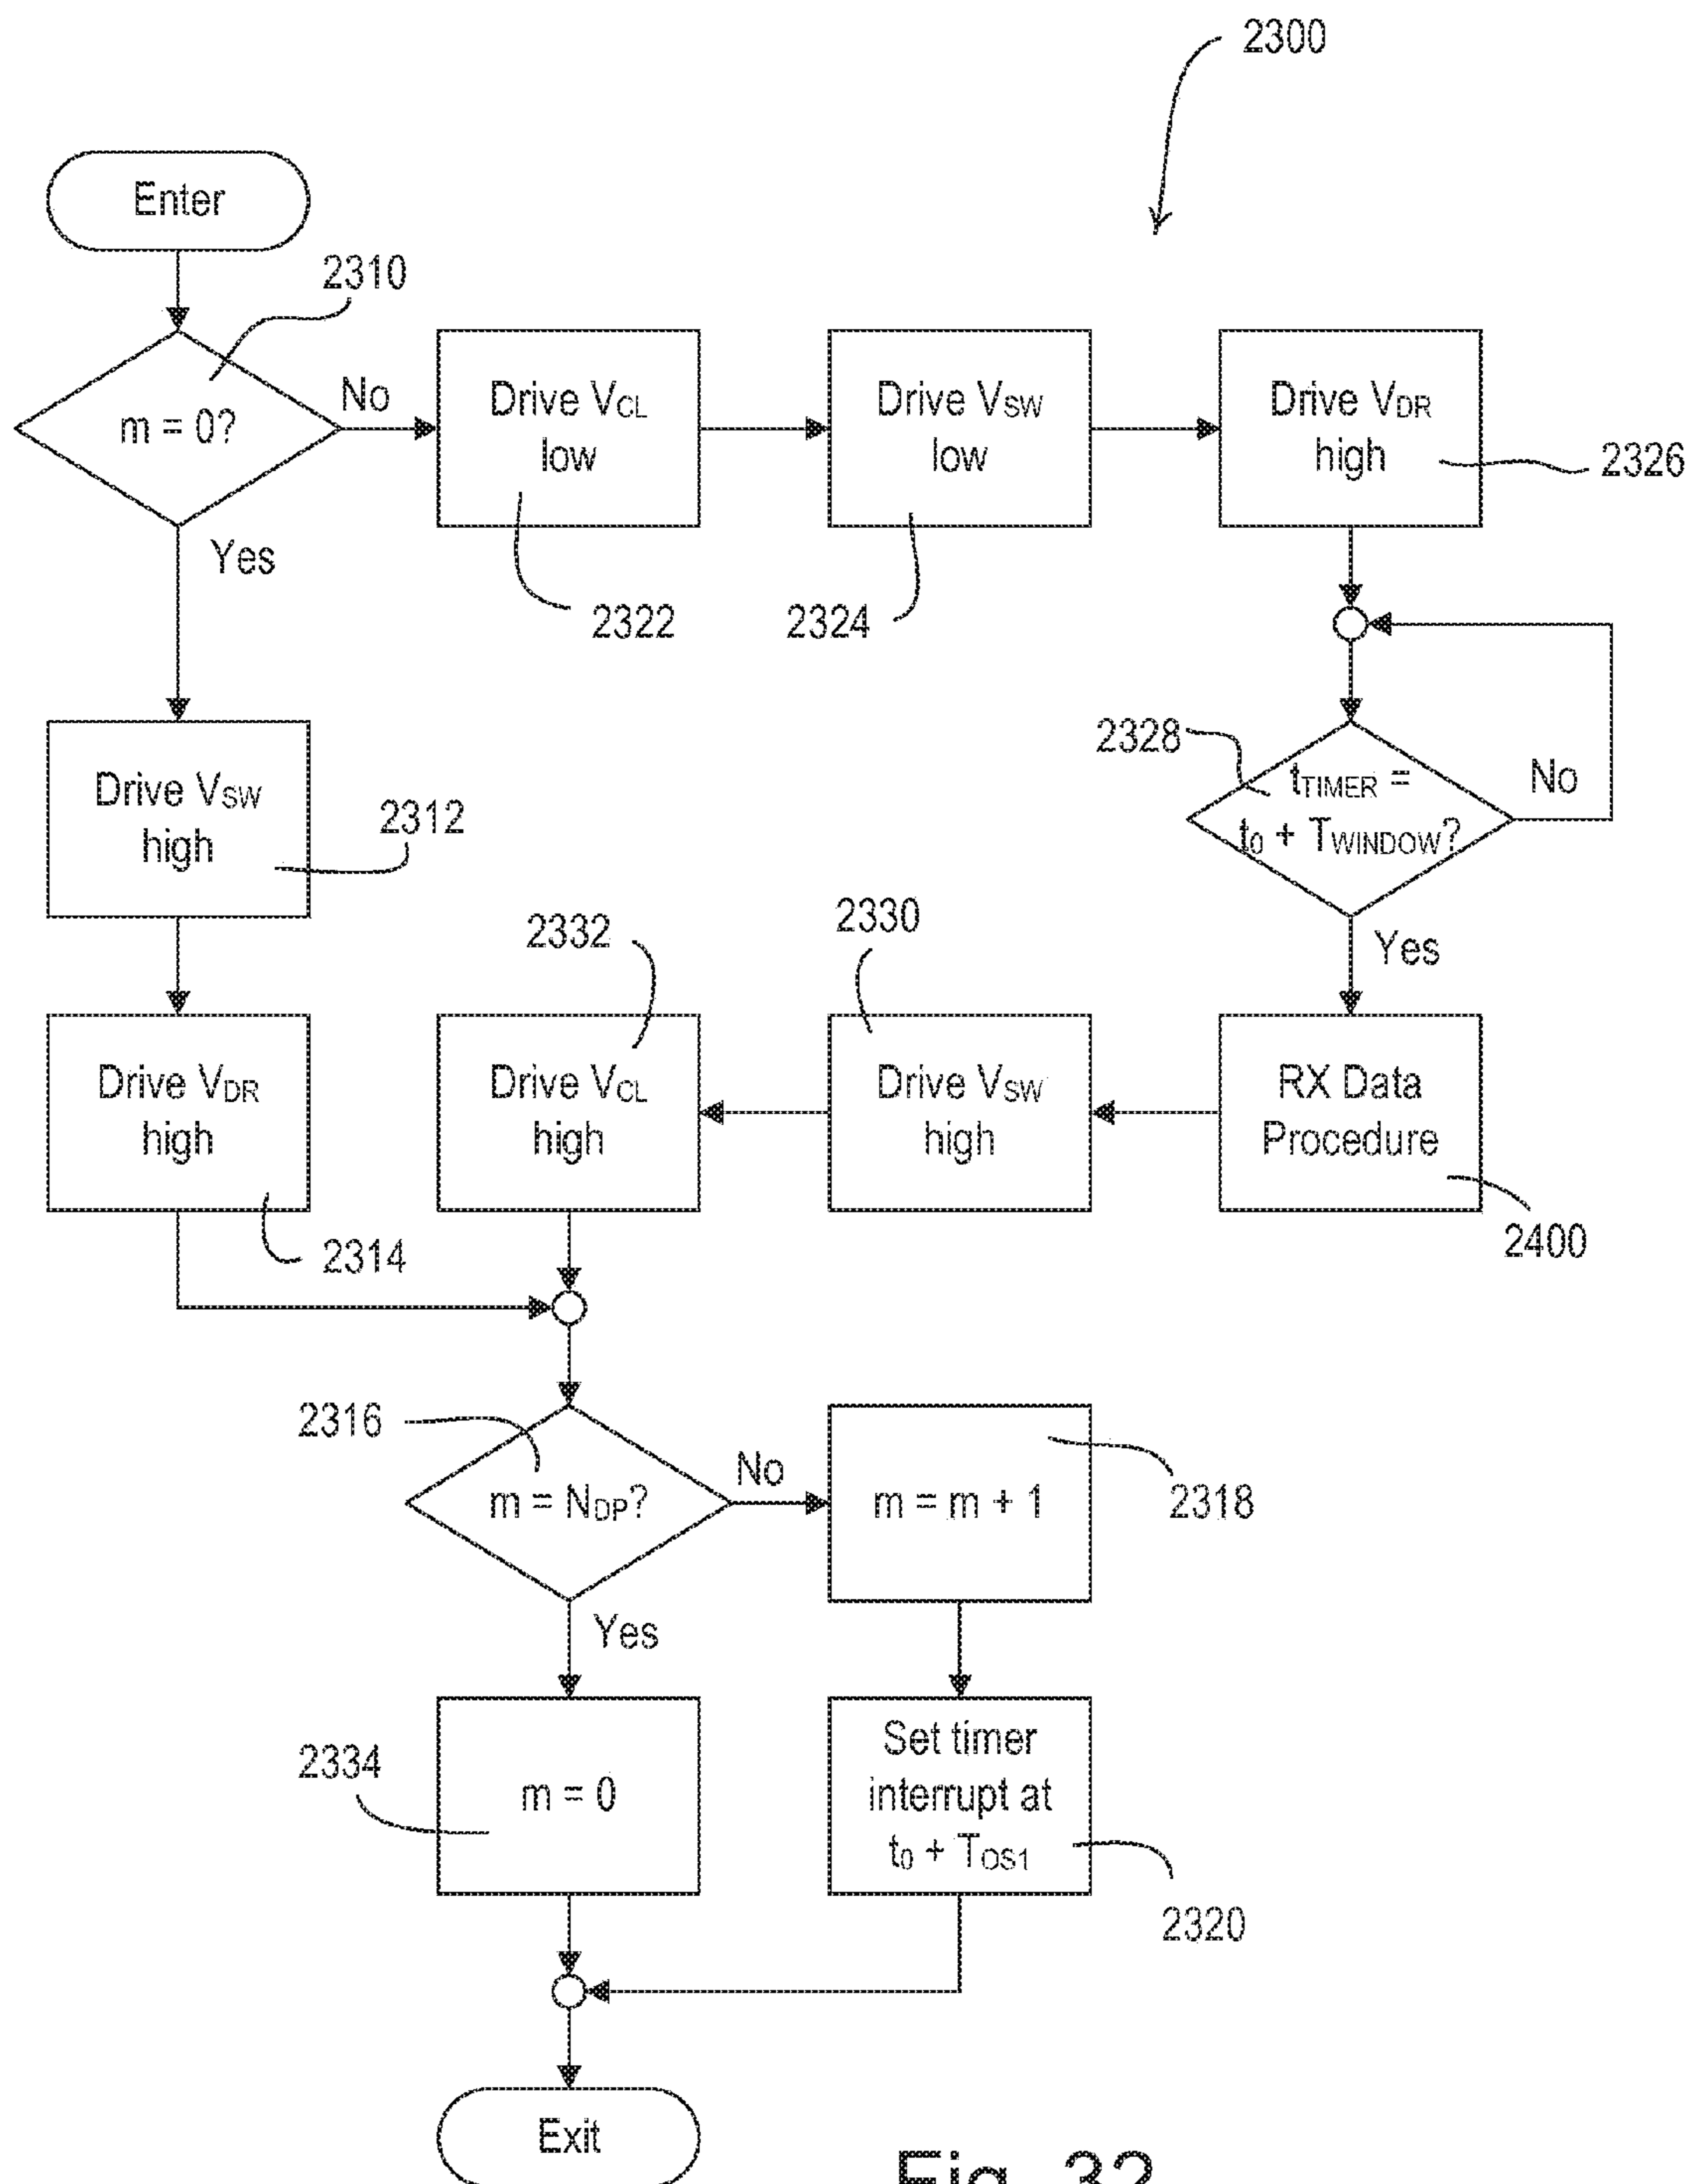 2300
Enter
2310
m = 0?
No
Yes
Drive VCL
low
2322
Drive VSW
low
2324
Drive VDR
high
2326
2328
tTIMER =
t0 + TWINDOW?
No
Yes
Drive VSW
high
2312
Drive VDR
high
2314
2332
Drive VCL
high
2330
Drive VSW
high
RX Data
Procedure
2400
2316
m = NDP?
No
Yes
m = m + 1
2318
2334
m = 0
Set timer
interrupt at
t0 + TOS1
2320
Exit
Fig. 32